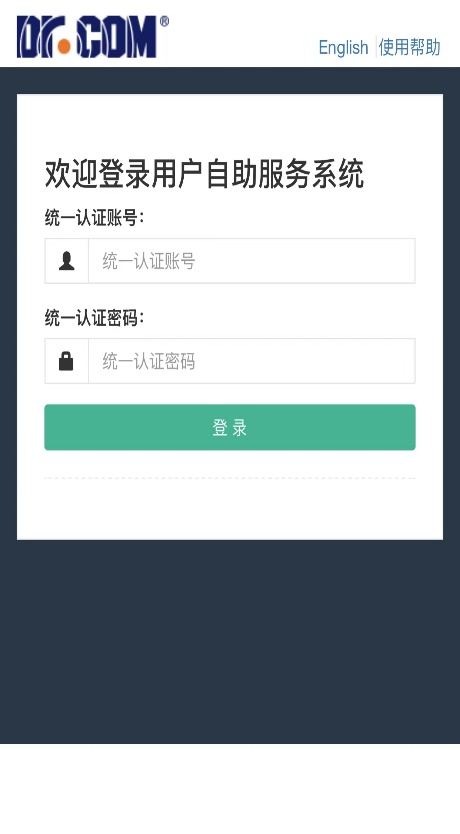 Dr.COM®
English 使用帮助
欢迎登录用户自助服务系统
统一认证账号:
统一认证账号
统一认证密码:
统一认证密码
登 录